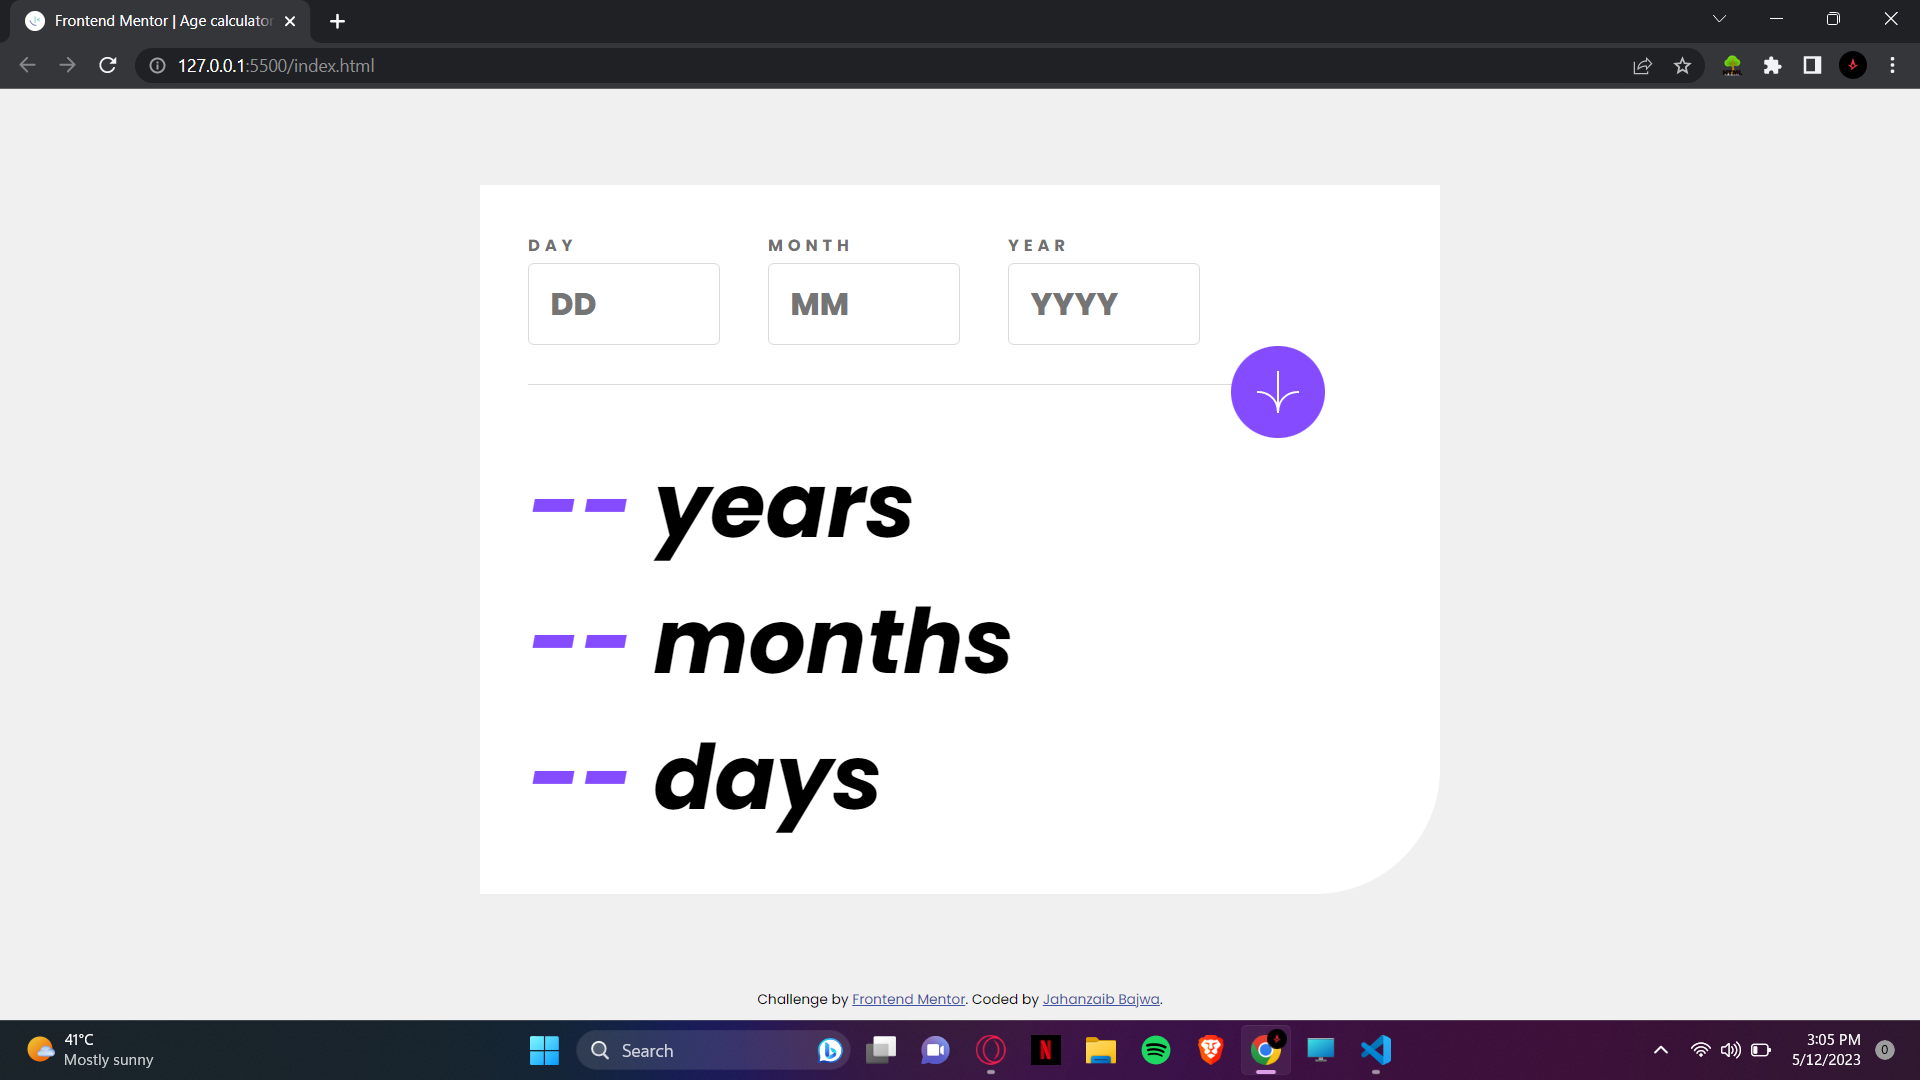 Frontend Mentor | Age calculator
127.0.0.1:5500/index.html
DAY MONTH YEAR
DD MM YYYY
-- years
-- months
-- days
Challenge by Frontend Mentor. Coded by Jahanzaib Bajwa.
41°C
Mostly sunny
Search
N
3:05 PM
5/12/2023
0